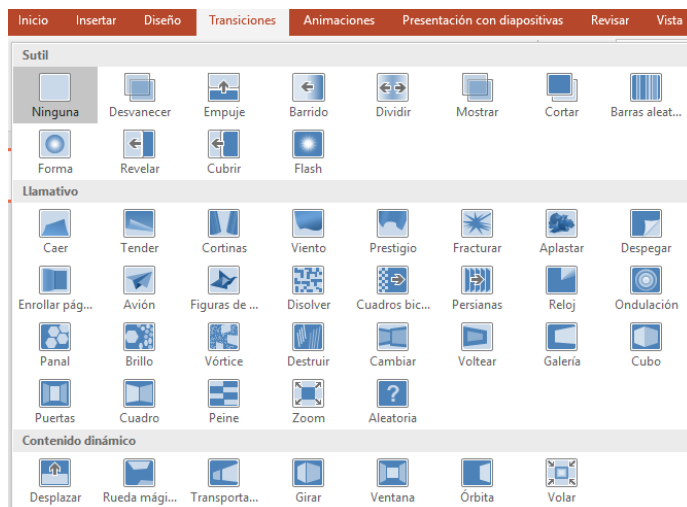 Inicio Insertar Diseño Transiciones Animaciones Presentación con diapositivas Revisar Vista
Sutil
Ninguna Desvanecer Empuje Barrido Dividir Mostrar Cortar Barras aleat...
Forma Revelar Cubrir Flash
Llamativo
Caer Tender Cortinas Viento Prestigio Fracturar Aplastar Despegar
Enrollar pág... Avión Figuras de ... Disolver Cuadros bic... Persianas Reloj Ondulación
Panal Brillo Vórtice Destruir Cambiar Voltear Galería Cubo
Puertas Cuadro Peine Zoom Aleatoria
Contenido dinámico
Desplazar Rueda mági... Transporta... Girar Ventana Órbita Volar